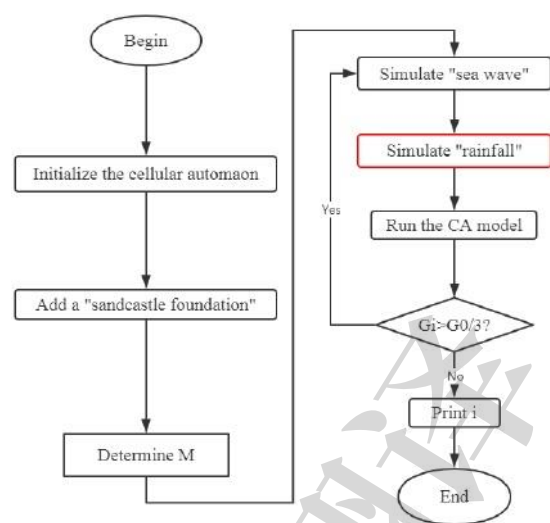 Begin
Initialize the cellular automaon
Add a "sandcastle foundation"
Determine M
Simulate "sea wave"
Simulate "rainfall"
Run the CA model
Yes
Gi>G0/3?
No
Print i
End